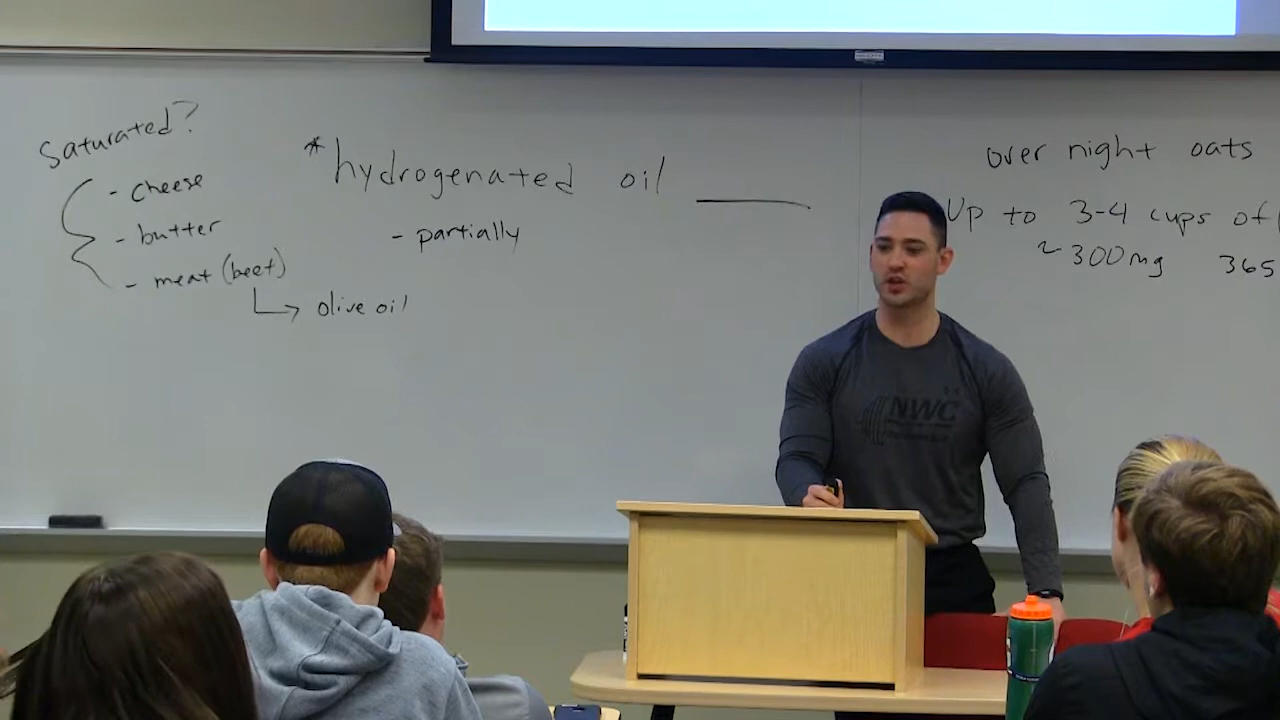 Saturated?
- cheese
- butter
- meat (beef)
→ olive oil
* hydrogenated oil
- partially
over night oats
Up to 3-4 cups of
~300mg 365
NWC